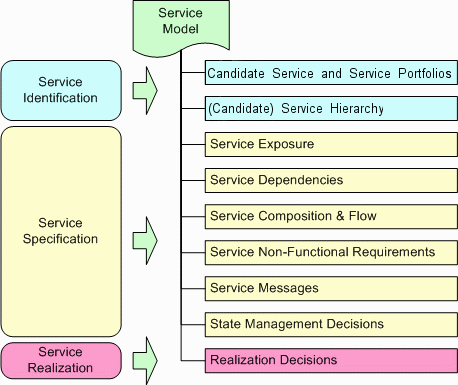 Service
Model
Service
Identification
Candidate Service and Service Portfolios
(Candidate) Service Hierarchy
Service
Specification
Service Exposure
Service Dependencies
Service Composition & Flow
Service Non-Functional Requirements
Service Messages
State Management Decisions
Service
Realization
Realization Decisions